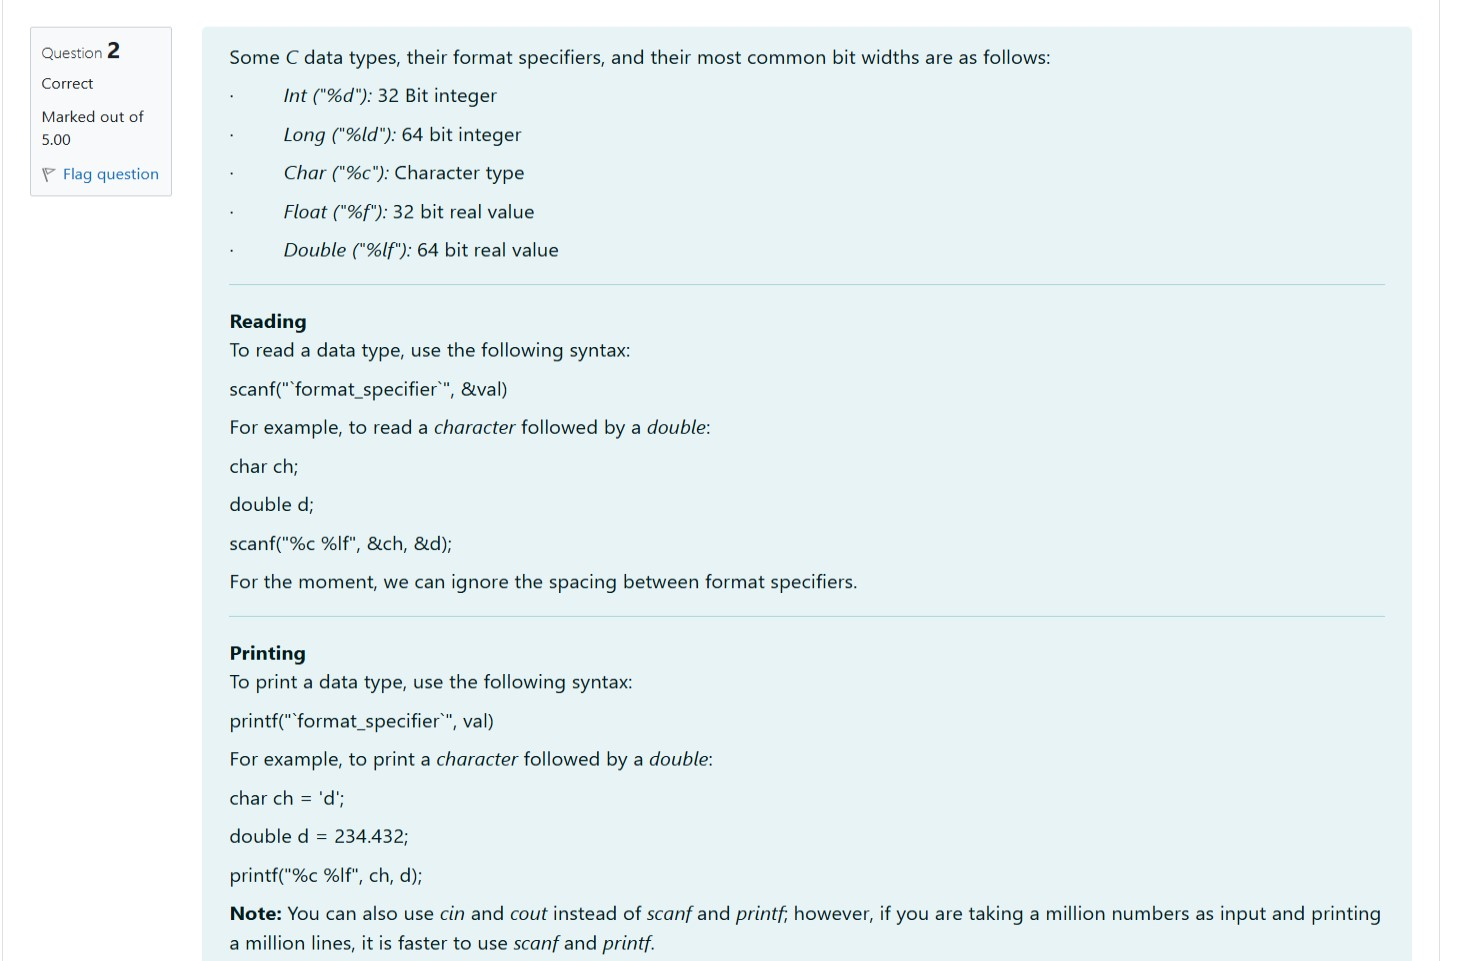 Question 2
Correct
Marked out of
5.00
Flag question
Some C data types, their format specifiers, and their most common bit widths are as follows:
· Int ("%d"): 32 Bit integer
· Long ("%ld"): 64 bit integer
· Char ("%c"): Character type
· Float ("%f"): 32 bit real value
· Double ("%lf"): 64 bit real value
Reading
To read a data type, use the following syntax:
scanf("`format_specifier`", &val)
For example, to read a character followed by a double:
char ch;
double d;
scanf("%c %lf", &ch, &d);
For the moment, we can ignore the spacing between format specifiers.
Printing
To print a data type, use the following syntax:
printf("`format_specifier`", val)
For example, to print a character followed by a double:
char ch = 'd';
double d = 234.432;
printf("%c %lf", ch, d);
Note: You can also use cin and cout instead of scanf and printf; however, if you are taking a million numbers as input and printing
a million lines, it is faster to use scanf and printf.